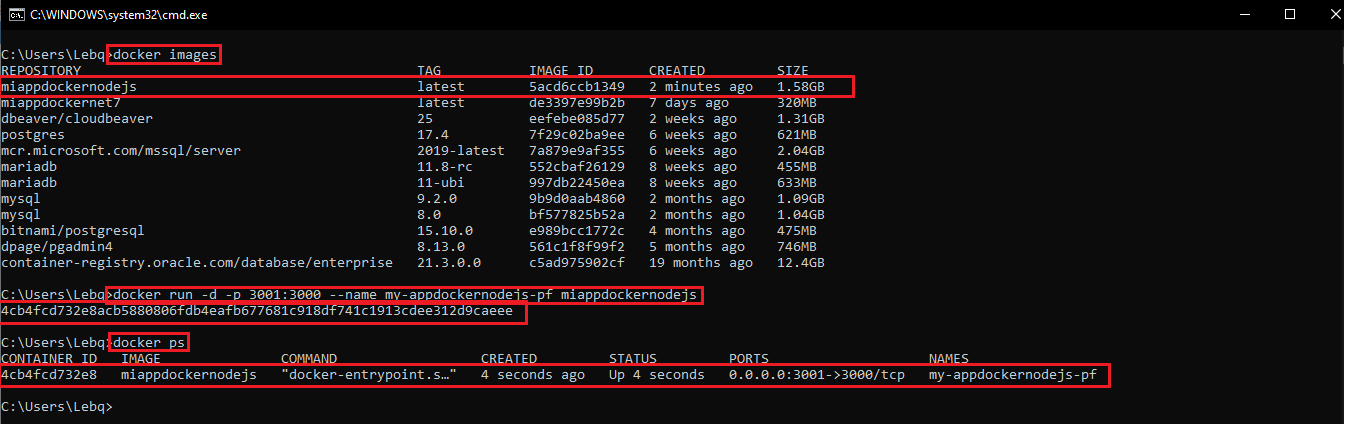 C:\WINDOWS\system32\cmd.exe
C:\Users\Lebq>docker images
REPOSITORY TAG IMAGE ID CREATED SIZE
miappdockernodejs latest 5acd6ccb1349 2 minutes ago 1.58GB
miappdockernet7 latest de3397e99b2b 7 days ago 320MB
dbeaver/cloudbeaver 25 eefebe085d77 2 weeks ago 1.31GB
postgres 17.4 7f29c02ba9ee 6 weeks ago 621MB
mcr.microsoft.com/mssql/server 2019-latest 7a879e9af355 6 weeks ago 2.04GB
mariadb 11.8-rc 552cbaf26129 8 weeks ago 455MB
mariadb 11-ubi 997db22450ea 8 weeks ago 633MB
mysql 9.2.0 9b9d0aab4860 2 months ago 1.09GB
mysql 8.0 bf577825b52a 2 months ago 1.04GB
bitnami/postgresql 15.10.0 e989bcc1772c 4 months ago 475MB
dpage/pgadmin4 8.13.0 561c1f8f99f2 5 months ago 746MB
container-registry.oracle.com/database/enterprise 21.3.0.0 c5ad975902cf 19 months ago 12.4GB
C:\Users\Lebq>docker run -d -p 3001:3000 --name my-appdockernodejs-pf miappdockernodejs
4cb4fcd732e8acb5880806fdb4eafb677681c918df741c1913cdee312d9caeee
C:\Users\Lebq>docker ps
CONTAINER ID IMAGE COMMAND CREATED STATUS PORTS NAMES
4cb4fcd732e8 miappdockernodejs "docker-entrypoint.s…" 4 seconds ago Up 4 seconds 0.0.0.0:3001->3000/tcp my-appdockernodejs-pf
C:\Users\Lebq>